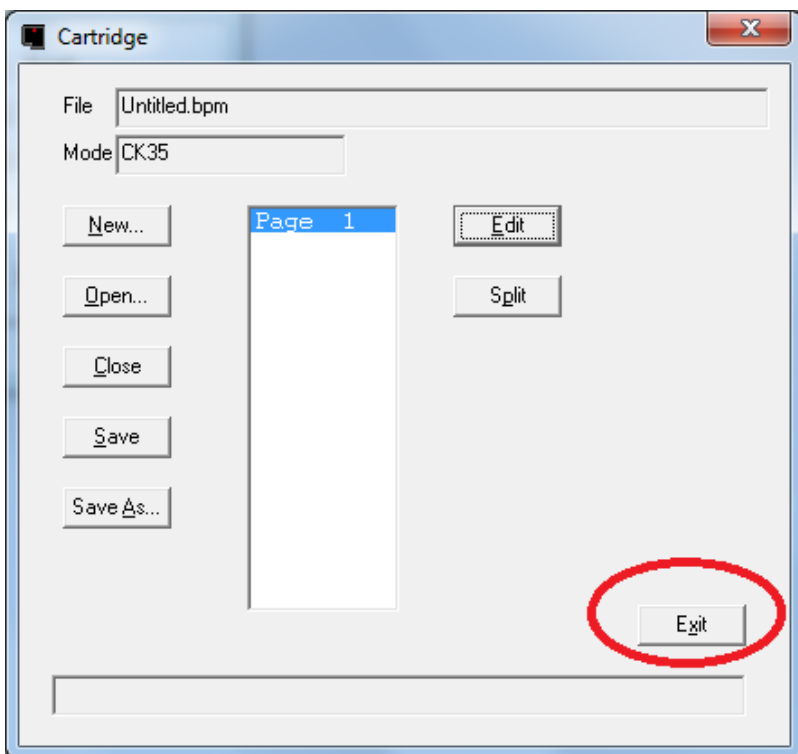 Cartridge
File Untitled.bpm
Mode CK35
New...
Page 1
Edit
Open...
Split
Close
Save
Save As...
Exit